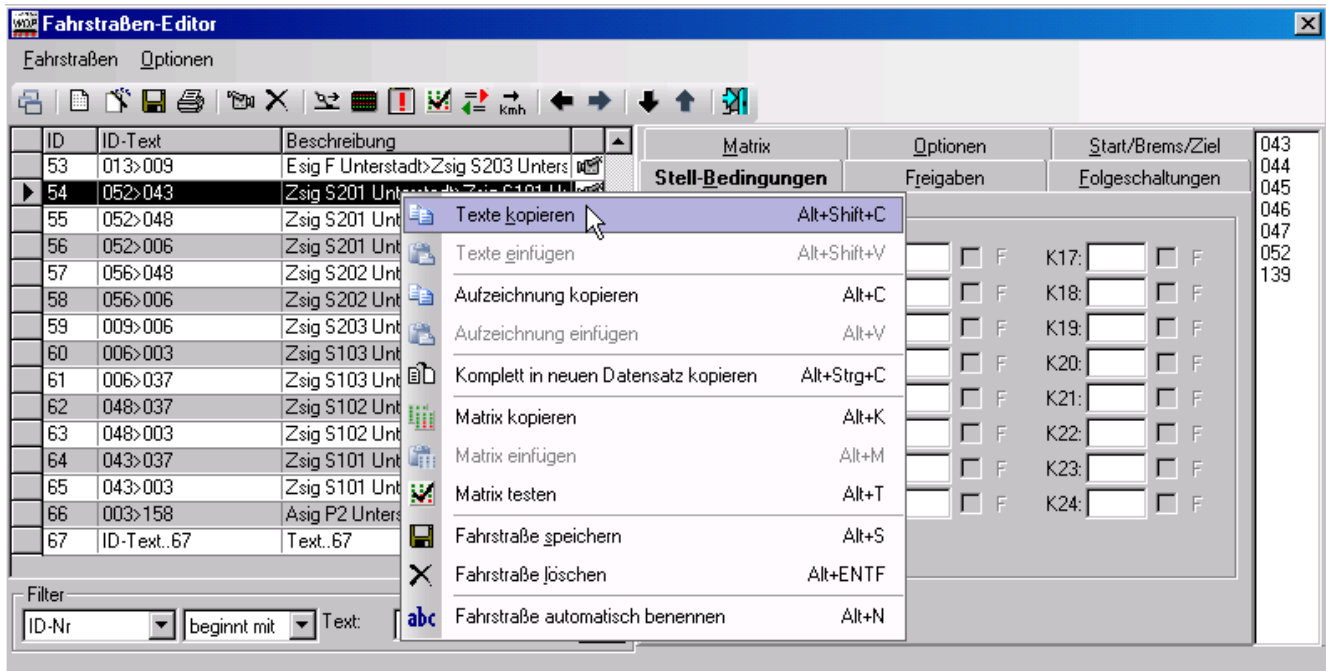 WDP Fahrstraßen-Editor
Fahrstraßen Optionen
kmh
ID ID-Text Beschreibung
53 013>009 Esig F Unterstadt>Zsig S203 Unters
54 052>043 Zsig S201 Unterstadt>Zsig S101 Un
55 052>048 Zsig S201 Unt
56 052>006 Zsig S201 Unt
57 056>048 Zsig S202 Unt
58 056>006 Zsig S202 Unt
59 009>006 Zsig S203 Unt
60 006>003 Zsig S103 Unt
61 006>037 Zsig S103 Unt
62 048>037 Zsig S102 Unt
63 048>003 Zsig S102 Unt
64 043>037 Zsig S101 Unt
65 043>003 Zsig S101 Unt
66 003>158 Asig P2 Unters
67 ID-Text..67 Text..67
Filter
ID-Nr beginnt mit Text:
Texte kopieren Alt+Shift+C
Texte einfügen Alt+Shift+V
Aufzeichnung kopieren Alt+C
Aufzeichnung einfügen Alt+V
Komplett in neuen Datensatz kopieren Alt+Strg+C
Matrix kopieren Alt+K
Matrix einfügen Alt+M
Matrix testen Alt+T
Fahrstraße speichern Alt+S
Fahrstraße löschen Alt+ENTF
abc Fahrstraße automatisch benennen Alt+N
Matrix Optionen Start/Brems/Ziel
Stell-Bedingungen Freigaben Folgeschaltungen
F K17: F
F K18: F
F K19: F
F K20: F
F K21: F
F K22: F
F K23: F
F K24: F
043
044
045
046
047
052
139